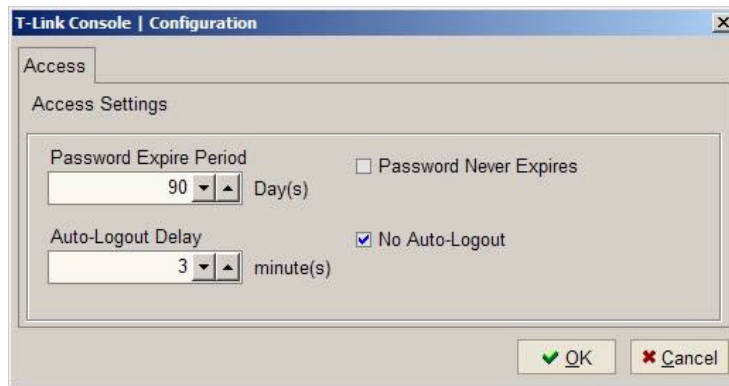 T-Link Console | Configuration
Access
Access Settings
Password Expire Period
90 Day(s)
Password Never Expires
Auto-Logout Delay
3 minute(s)
No Auto-Logout
OK
Cancel